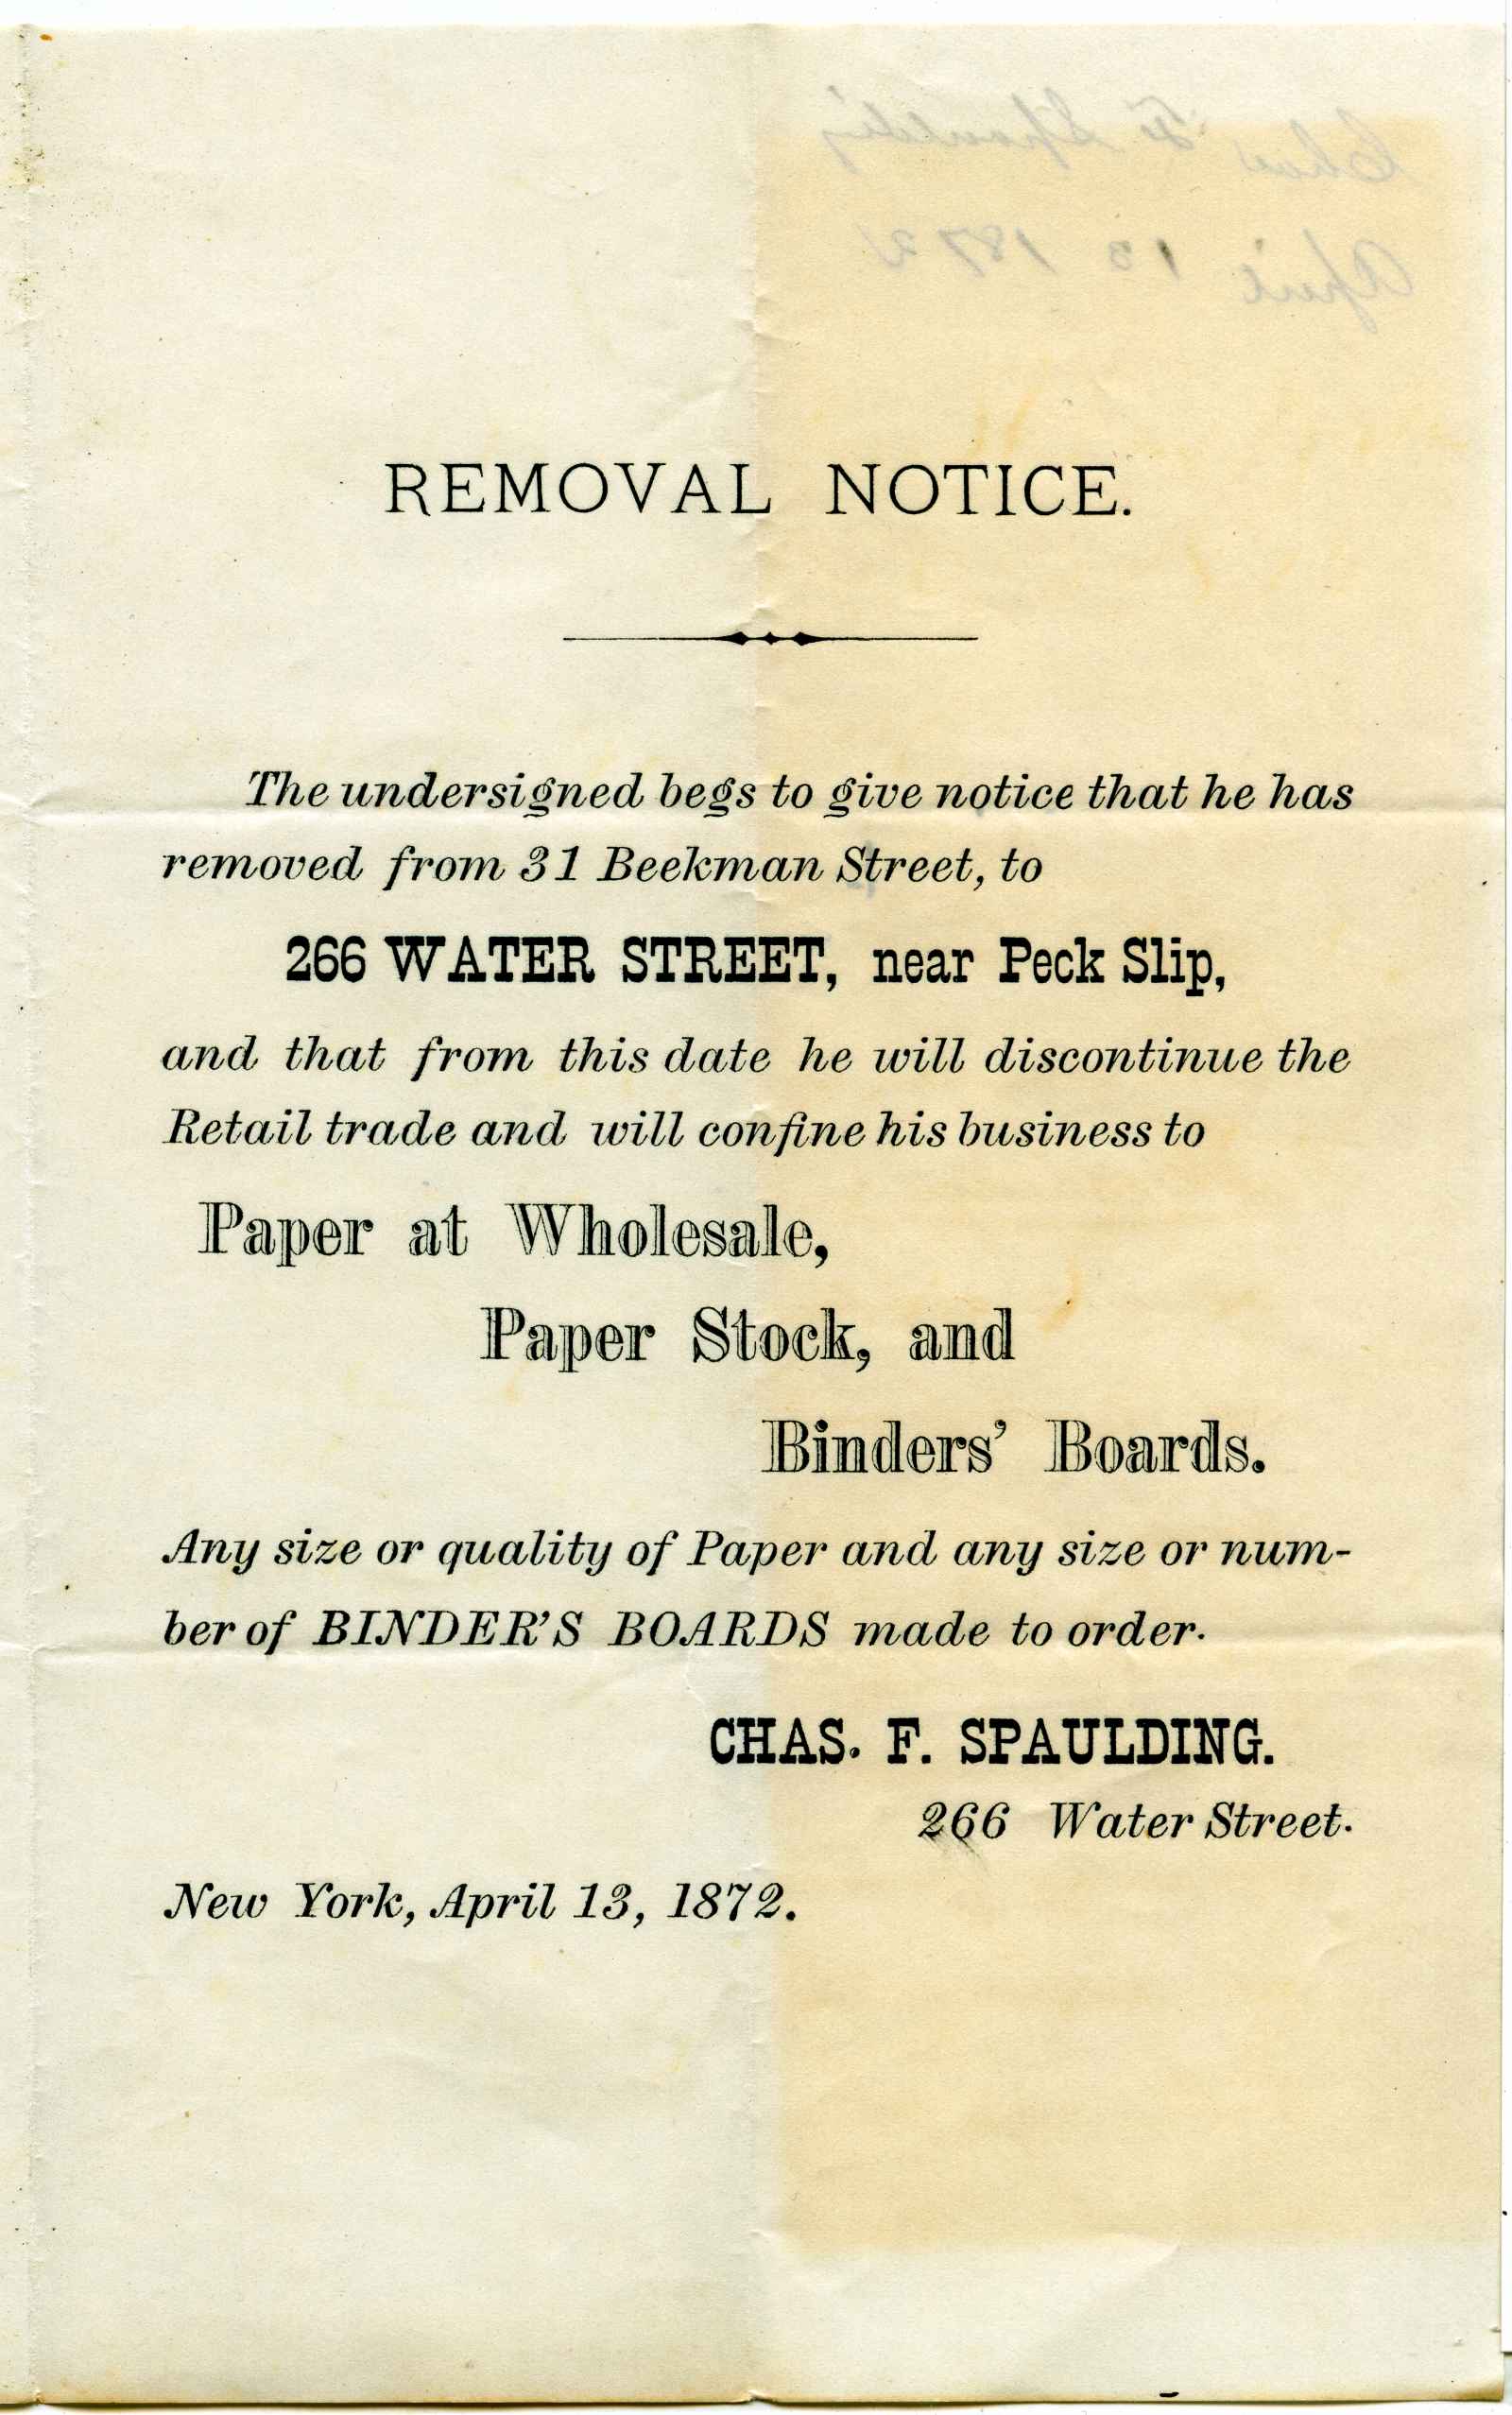 Chas F Spaulding
April 13 1872
REMOVAL NOTICE.
The undersigned begs to give notice that he has
removed from 31 Beekman Street, to
266 WATER STREET, near Peck Slip,
and that from this date he will discontinue the
Retail trade and will confine his business to
Paper at Wholesale,
Paper Stock, and
Binders' Boards.
Any size or quality of Paper and any size or num-
ber of BINDER'S BOARDS made to order.
CHAS. F. SPAULDING.
266 Water Street.
New York, April 13, 1872.